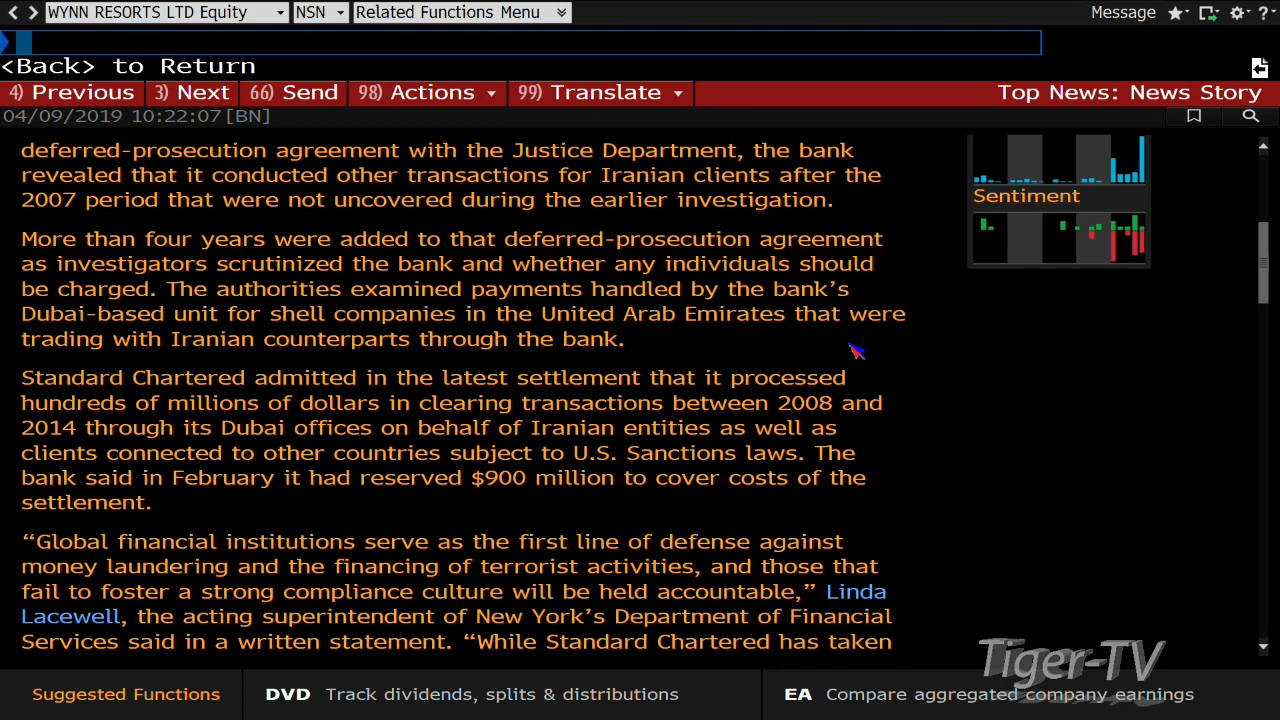 WYNN RESORTS LTD Equity NSN Related Functions Menu Message ?
<Back> to Return
4) Previous 3) Next 66) Send 98) Actions 99) Translate Top News: News Story
04/09/2019 10:22:07[BN]
deferred-prosecution agreement with the Justice Department, the bank
revealed that it conducted other transactions for Iranian clients after the
2007 period that were not uncovered during the earlier investigation.
Sentiment
More than four years were added to that deferred-prosecution agreement
as investigators scrutinized the bank and whether any individuals should
be charged. The authorities examined payments handled by the bank’s
Dubai-based unit for shell companies in the United Arab Emirates that were
trading with Iranian counterparts through the bank.
Standard Chartered admitted in the latest settlement that it processed
hundreds of millions of dollars in clearing transactions between 2008 and
2014 through its Dubai offices on behalf of Iranian entities as well as
clients connected to other countries subject to U.S. Sanctions laws. The
bank said in February it had reserved $900 million to cover costs of the
settlement.
“Global financial institutions serve as the first line of defense against
money laundering and the financing of terrorist activities, and those that
fail to foster a strong compliance culture will be held accountable,” Linda
Lacewell, the acting superintendent of New York’s Department of Financial
Services said in a written statement. “While Standard Chartered has taken
Tiger-TV
Suggested Functions DVD Track dividends, splits & distributions EA Compare aggregated company earnings